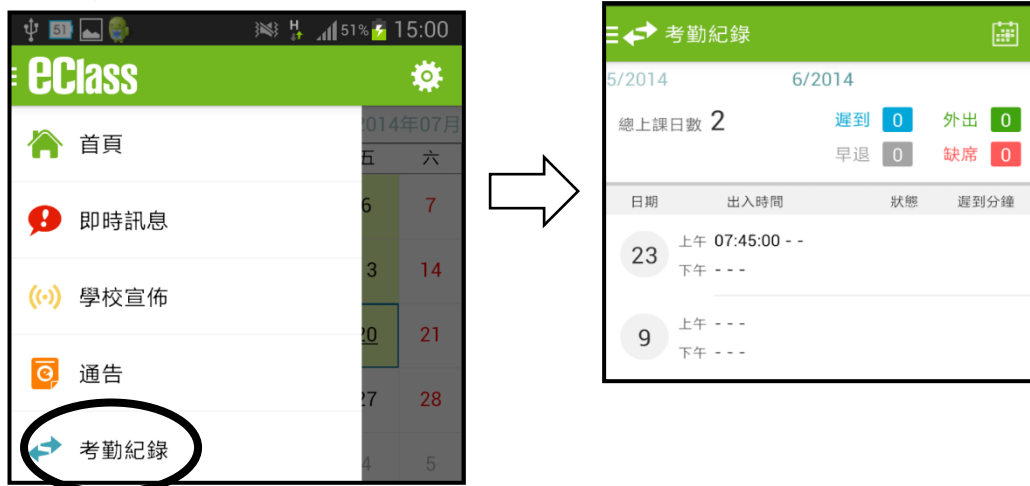 51 H 51% 15:00
eClass
首頁
即時訊息
學校宣佈
通告
考勤紀錄
2014年07月
五 六
6 7
3 14
20 21
27 28
4 5
考勤紀錄
5/2014 6/2014
總上課日數 2 遲到 0 外出 0
早退 0 缺席 0
日期 出入時間 狀態 遲到分鐘
23 上午 07:45:00 - -
下午 - - -
9 上午 - - -
下午 - - -